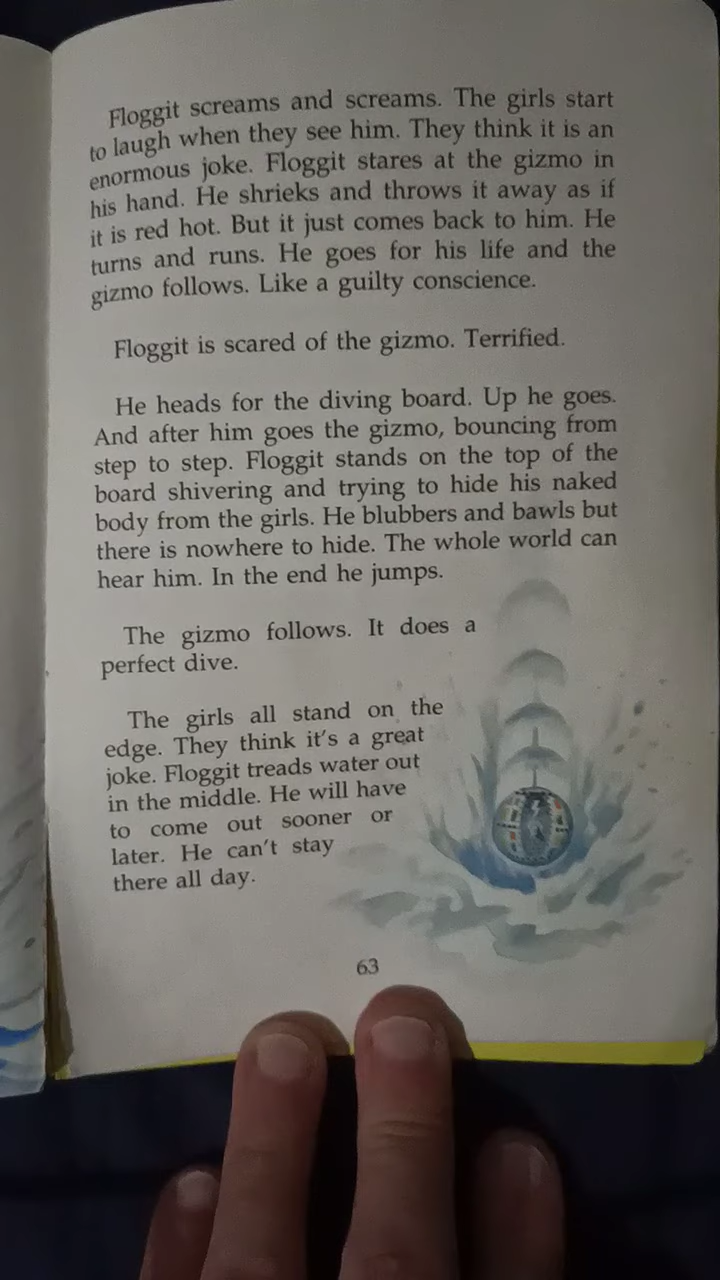 Floggit screams and screams. The girls start
to laugh when they see him. They think it is an
enormous joke. Floggit stares at the gizmo in
his hand. He shrieks and throws it away as if
it is red hot. But it just comes back to him. He
turns and runs. He goes for his life and the
gizmo follows. Like a guilty conscience.
Floggit is scared of the gizmo. Terrified.
He heads for the diving board. Up he goes.
And after him goes the gizmo, bouncing from
step to step. Floggit stands on the top of the
board shivering and trying to hide his naked
body from the girls. He blubbers and bawls but
there is nowhere to hide. The whole world can
hear him. In the end he jumps.
The gizmo follows. It does a
perfect dive.
The girls all stand on the
edge. They think it's a great
joke. Floggit treads water out
in the middle. He will have
to come out sooner or
later. He can't stay
there all day.
63